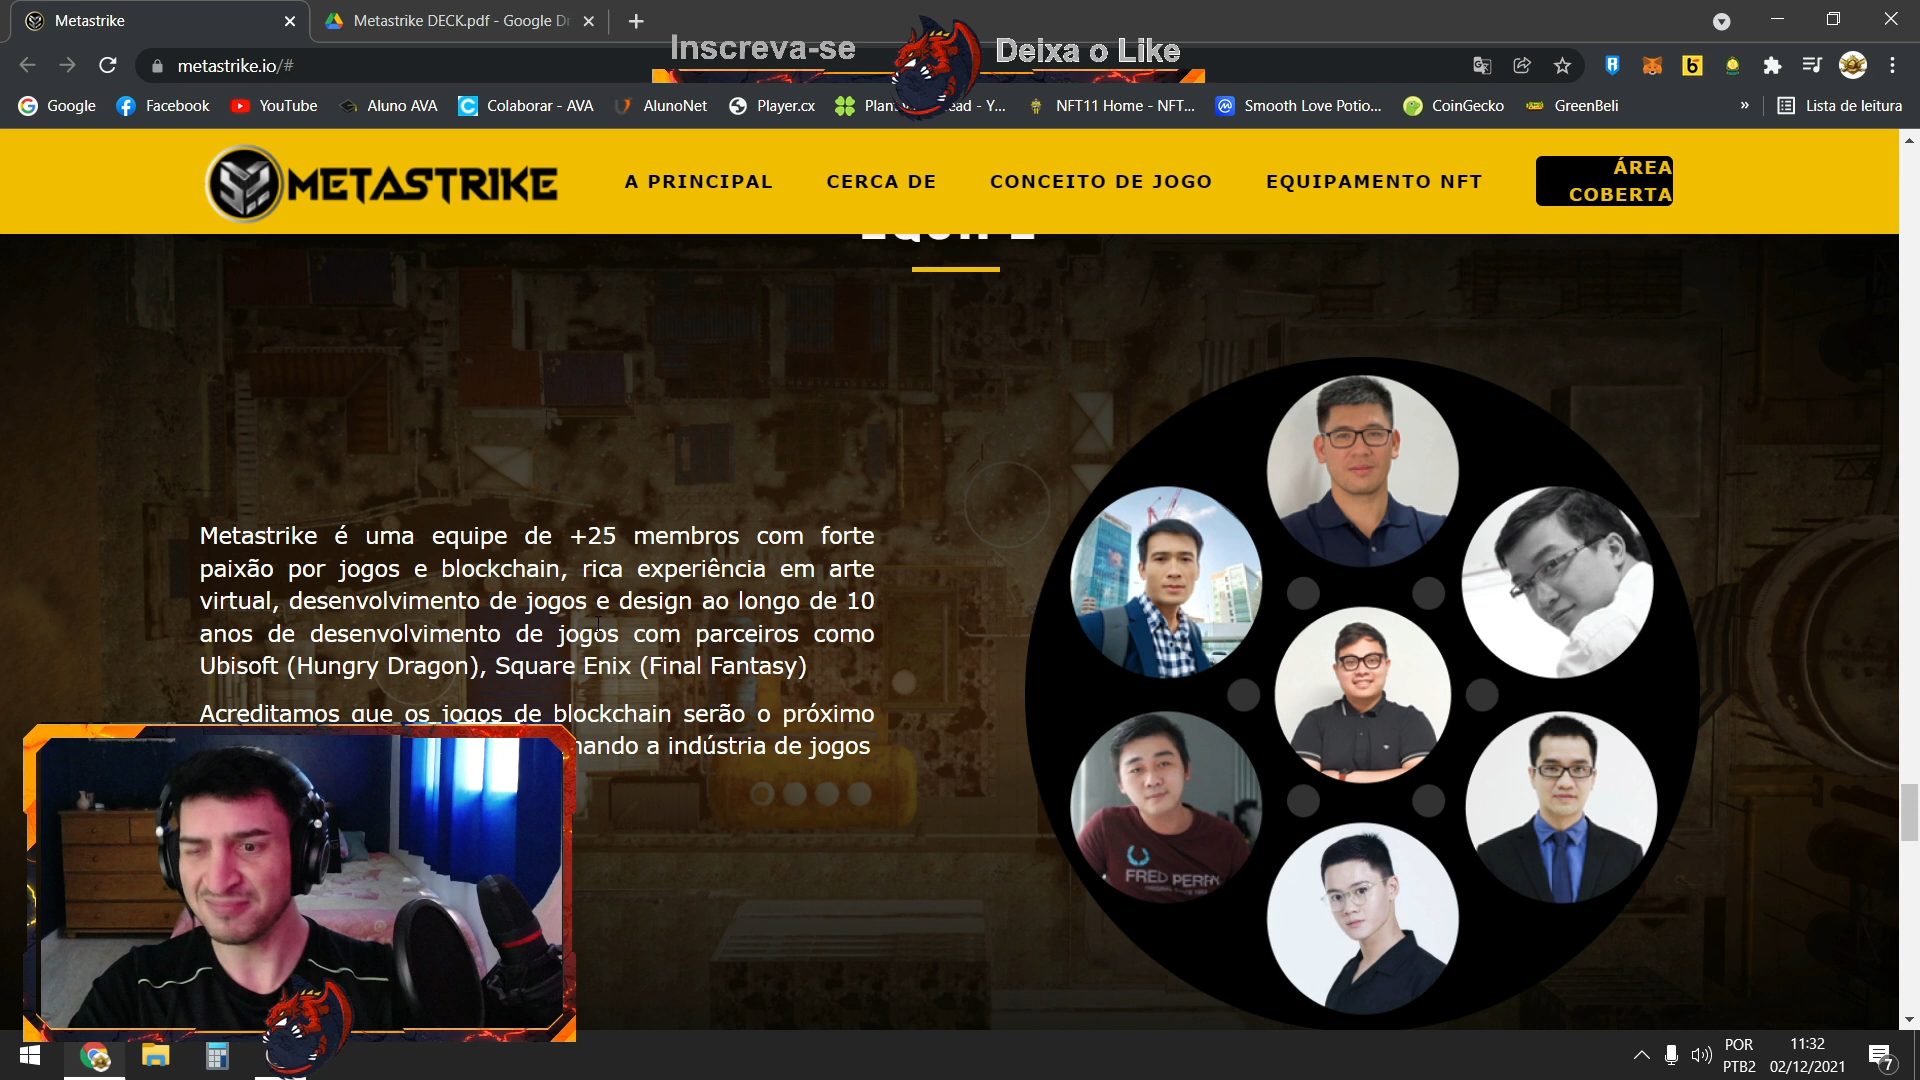 Metastrike
Metastrike DECK.pdf - Google Dr
Inscreva-se
Deixa o Like
metastrike.io/#
Google
Facebook
YouTube
Aluno AVA
Colaborar - AVA
AlunoNet
Player.cx
NFT11 Home - NFT...
Smooth Love Potio...
CoinGecko
GreenBeli
»
Lista de leitura
METASTRIKE
A PRINCIPAL
CERCA DE
CONCEITO DE JOGO
EQUIPAMENTO NFT
ÁREA
COBERTA
Metastrike é uma equipe de +25 membros com forte
paixão por jogos e blockchain, rica experiência em arte
virtual, desenvolvimento de jogos e design ao longo de 10
anos de desenvolvimento de jogos com parceiros como
Ubisoft (Hungry Dragon), Square Enix (Final Fantasy)
Acreditamos que os jogos de blockchain serão o próximo
a indústria de jogos
FRED PERRY
POR
PTB2
11:32
02/12/2021
7